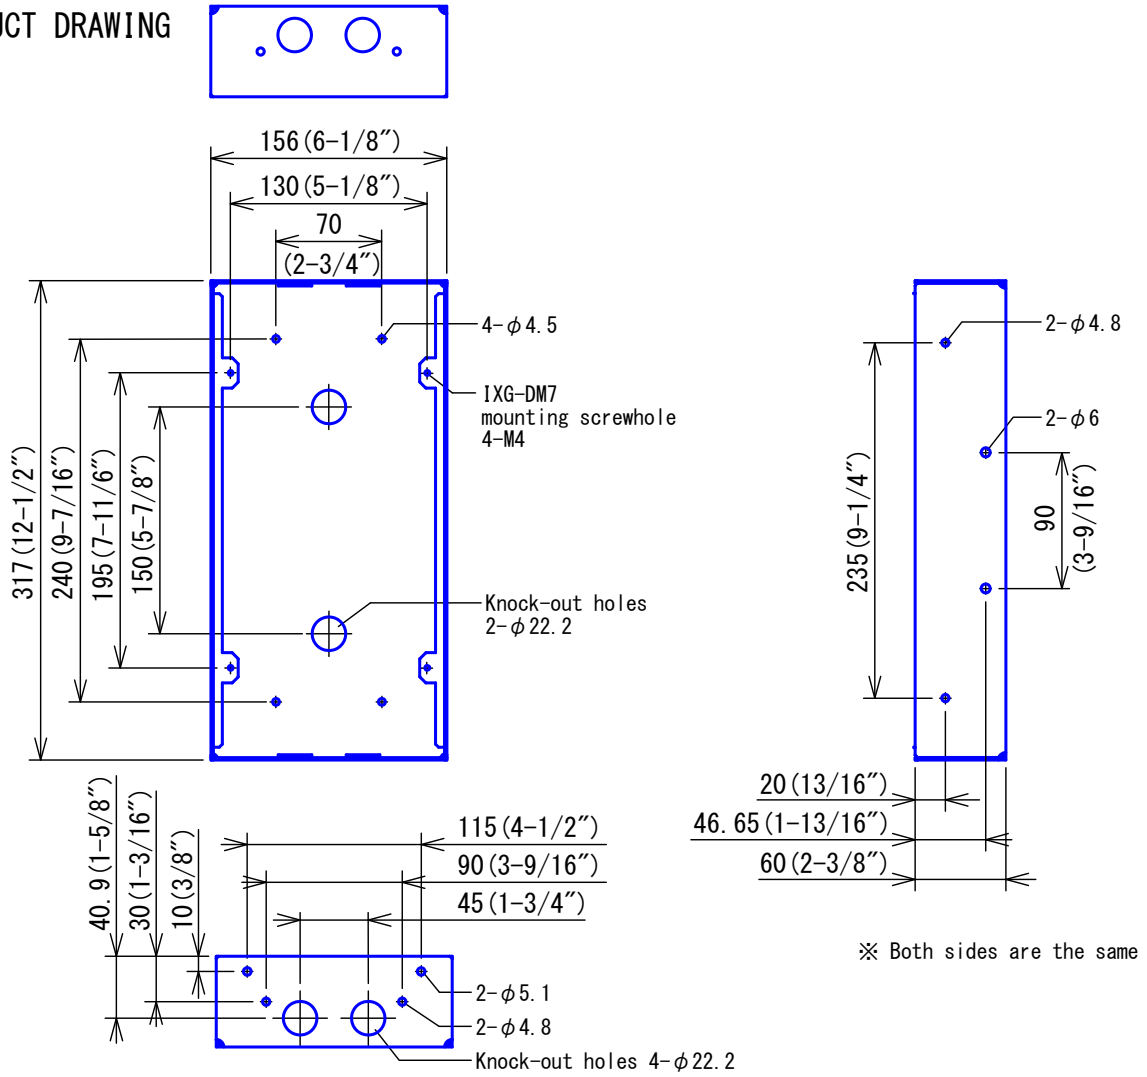 UCT DRAWING
156(6-1/8″)
130(5-1/8″)
70
(2-3/4″)
4-φ4.5
IXG-DM7
mounting screwhole
4-M4
317(12-1/2″)
240(9-7/16″)
195(7-11/6″)
150(5-7/8″)
Knock-out holes
2-φ22.2
2-φ4.8
2-φ6
235(9-1/4″)
90
(3-9/16″)
20(13/16″)
46.65(1-13/16″)
60(2-3/8″)
40.9(1-5/8″)
30(1-3/16″)
10(3/8″)
115(4-1/2″)
90(3-9/16″)
45(1-3/4″)
2-φ5.1
2-φ4.8
Knock-out holes 4-φ22.2
※ Both sides are the same